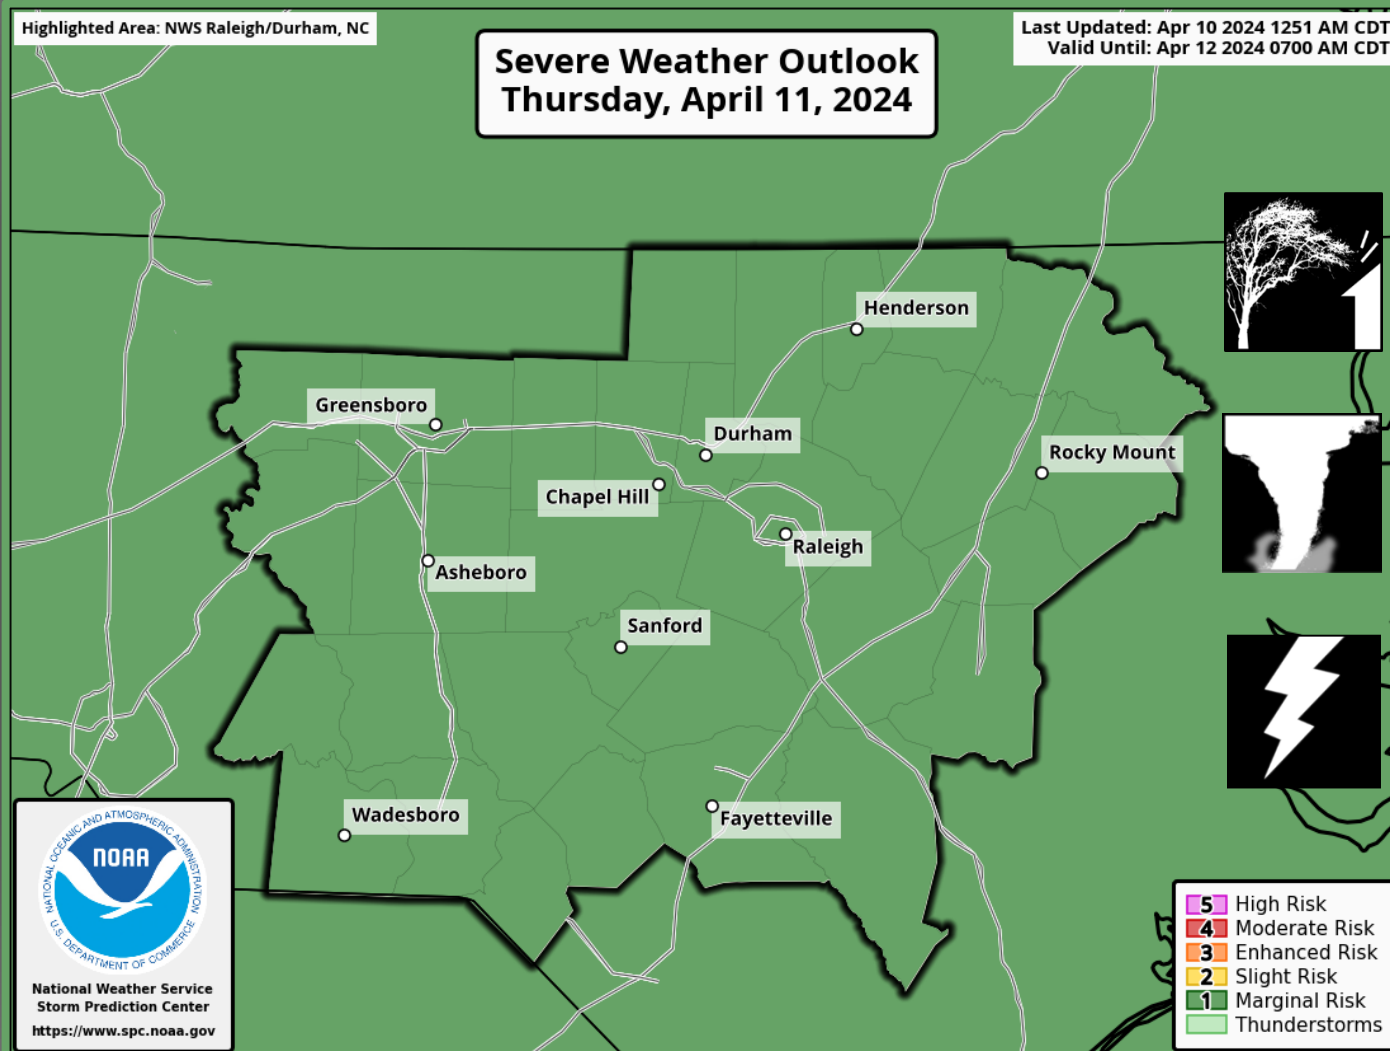 Highlighted Area: NWS Raleigh/Durham, NC
Last Updated: Apr 10 2024 1251 AM CDT
Valid Until: Apr 12 2024 0700 AM CDT
Severe Weather Outlook
Thursday, April 11, 2024
Henderson
Greensboro
Durham
Rocky Mount
Chapel Hill
Raleigh
Asheboro
Sanford
Wadesboro
Fayetteville
NATIONAL OCEANIC AND ATMOSPHERIC ADMINISTRATION
NOAA
U.S. DEPARTMENT OF COMMERCE
National Weather Service
Storm Prediction Center
https://www.spc.noaa.gov
5 High Risk
4 Moderate Risk
3 Enhanced Risk
2 Slight Risk
1 Marginal Risk
Thunderstorms